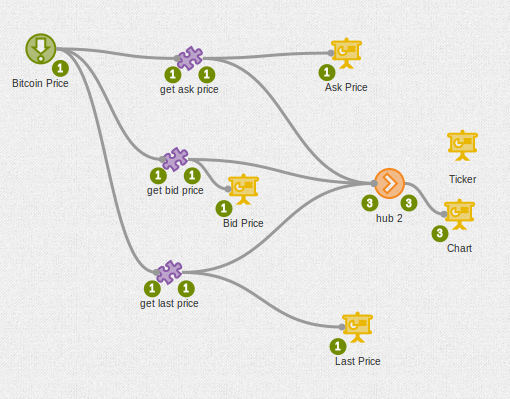 1
Bitcoin Price
1
1
get ask price
1
Ask Price
1
1
get bid price
1
Bid Price
3
3
hub 2
Ticker
3
Chart
1
1
get last price
1
Last Price